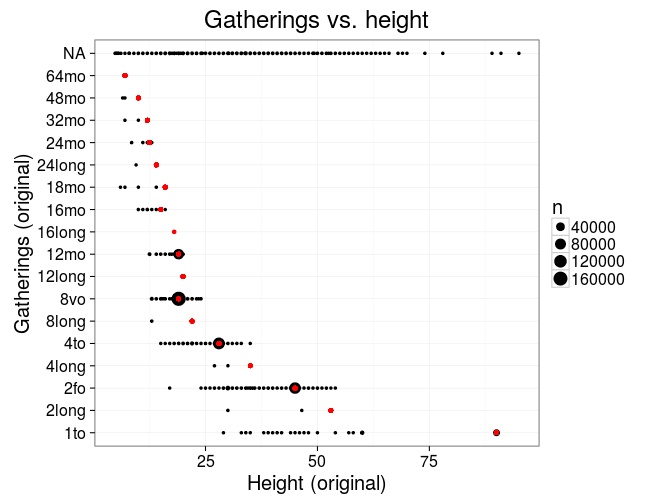 Gatherings vs. height
Gatherings (original)
NA
64mo
48mo
32mo
24mo
24long
18mo
16mo
16long
12mo
12long
8vo
8long
4to
4long
2fo
2long
1to
25 50 75
Height (original)
n
40000
80000
120000
160000